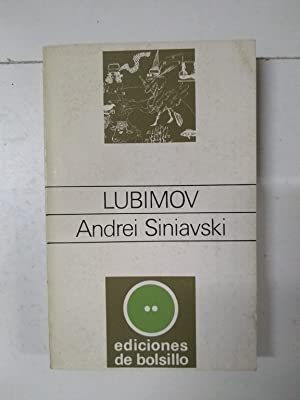 LUBIMOV
Andrei Siniavski
ediciones
de bolsillo